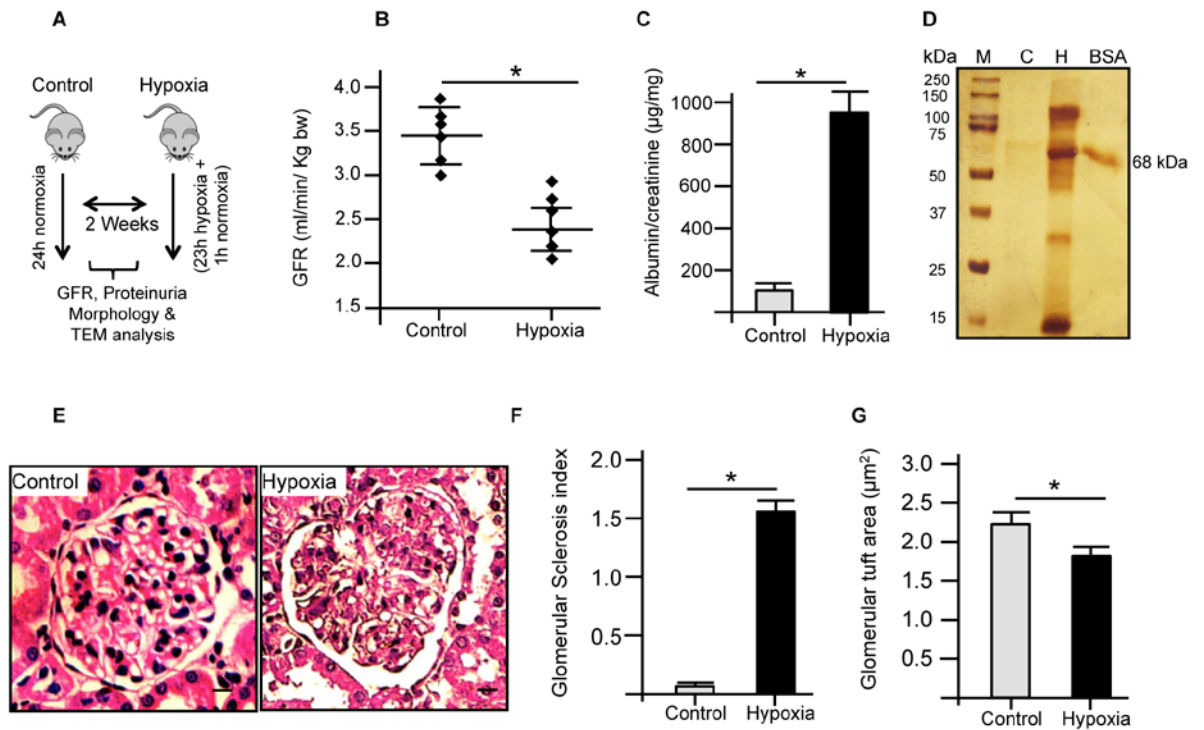 A
Control
Hypoxia
24h normoxia
2 Weeks
(23h hypoxia +
1h normoxia)
GFR, Proteinuria
Morphology &
TEM analysis
B
GFR (ml/min/ Kg bw)
4.0
3.5
3.0
2.5
2.0
1.5
*
Control
Hypoxia
C
Albumin/creatinine (µg/mg)
1000
800
600
400
200
*
Control
Hypoxia
D
kDa M C H BSA
250
150
100
75
50
37
25
15
68 kDa
E
Control
Hypoxia
F
Glomerular Sclerosis index
2.0
1.5
1.0
0.5
*
Control
Hypoxia
G
Glomerular tuft area (µm²)
3.0
2.5
2.0
1.5
1.0
0.5
*
Control
Hypoxia